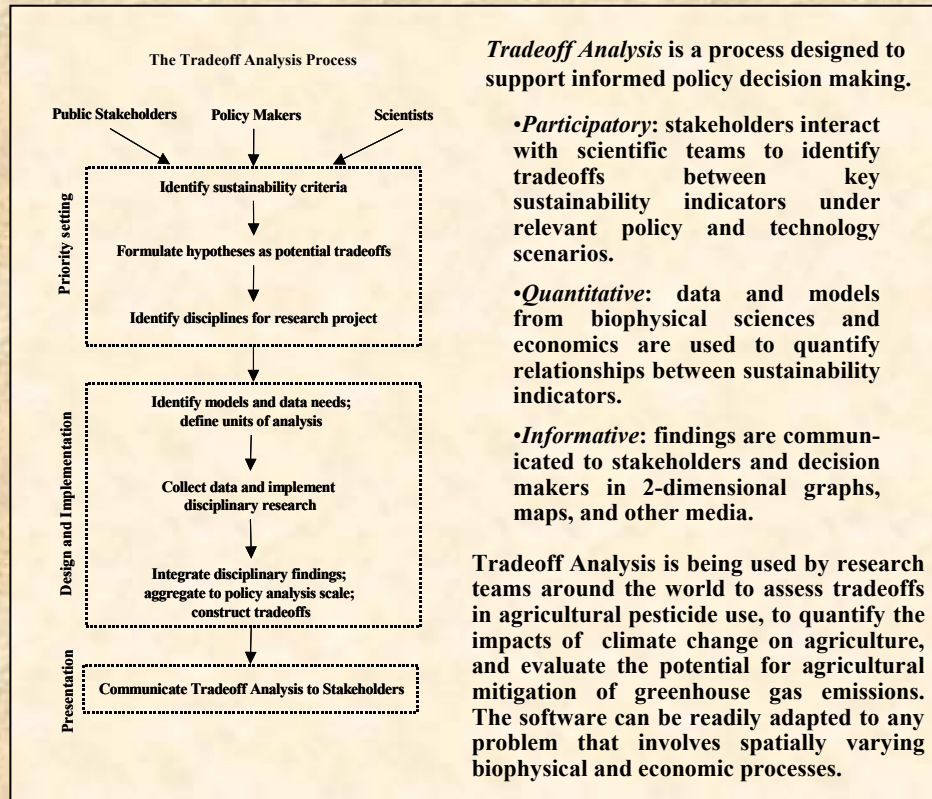 The Tradeoff Analysis Process
Public Stakeholders
Policy Makers
Scientists
Priority setting
Identify sustainability criteria
Formulate hypotheses as potential tradeoffs
Identify disciplines for research project
Design and Implementation
Identify models and data needs;
define units of analysis
Collect data and implement
disciplinary research
Integrate disciplinary findings;
aggregate to policy analysis scale;
construct tradeoffs
Presentation
Communicate Tradeoff Analysis to Stakeholders
Tradeoff Analysis is a process designed to
support informed policy decision making.
•Participatory: stakeholders interact
with scientific teams to identify
tradeoffs between key
sustainability indicators under
relevant policy and technology
scenarios.
•Quantitative: data and models
from biophysical sciences and
economics are used to quantify
relationships between sustainability
indicators.
•Informative: findings are commun-
icated to stakeholders and decision
makers in 2-dimensional graphs,
maps, and other media.
Tradeoff Analysis is being used by research
teams around the world to assess tradeoffs
in agricultural pesticide use, to quantify the
impacts of climate change on agriculture,
and evaluate the potential for agricultural
mitigation of greenhouse gas emissions.
The software can be readily adapted to any
problem that involves spatially varying
biophysical and economic processes.